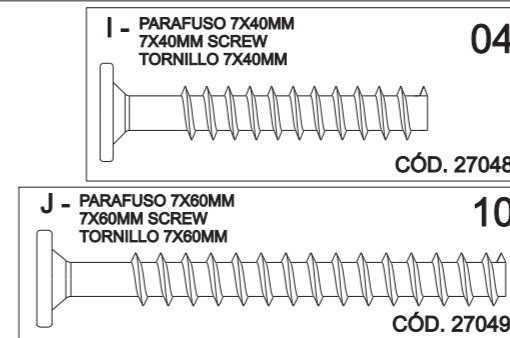 I - PARAFUSO 7X40MM
7X40MM SCREW
TORNILLO 7X40MM
04
CÓD. 27048
J - PARAFUSO 7X60MM
7X60MM SCREW
TORNILLO 7X60MM
10
CÓD. 27049